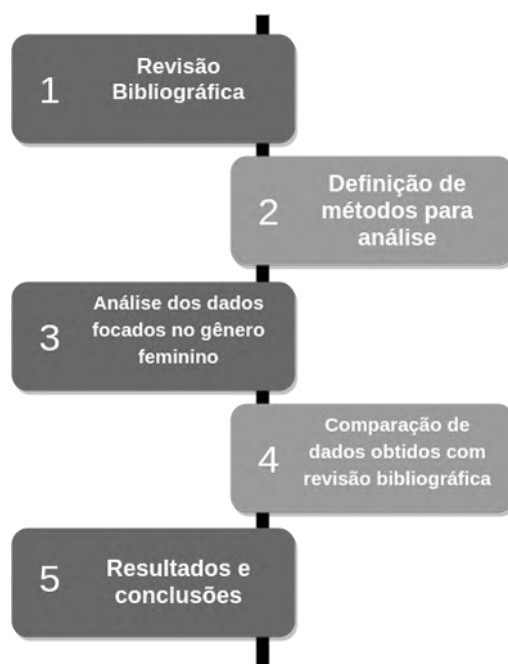 1
Revisão
Bibliográfica
2
Definição de
métodos para
análise
3
Análise dos dados
focados no gênero
feminino
4
Comparação de
dados obtidos com
revisão bibliográfica
5
Resultados e
conclusões